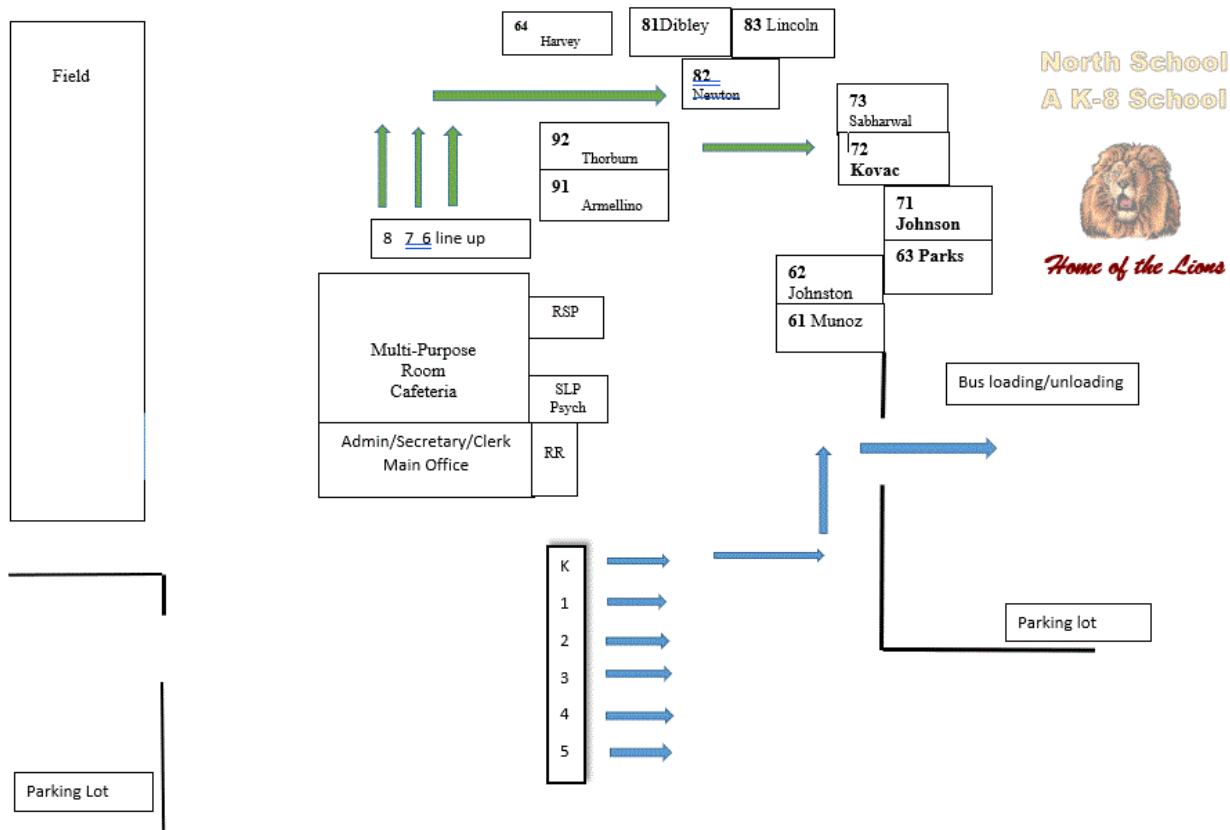 64
Harvey
81Dibley
83 Lincoln
Field
82
Newton
North School
A K-8 School
73
Sabharwal
92
Thorburn
72
Kovac
91
Armellino
71
Johnson
8 7 6 line up
63 Parks
Home of the Lions
62
Johnston
RSP
61 Munoz
Multi-Purpose
Room
Cafeteria
SLP
Psych
Bus loading/unloading
Admin/Secretary/Clerk
Main Office
RR
K
1
2
3
4
5
Parking lot
Parking Lot